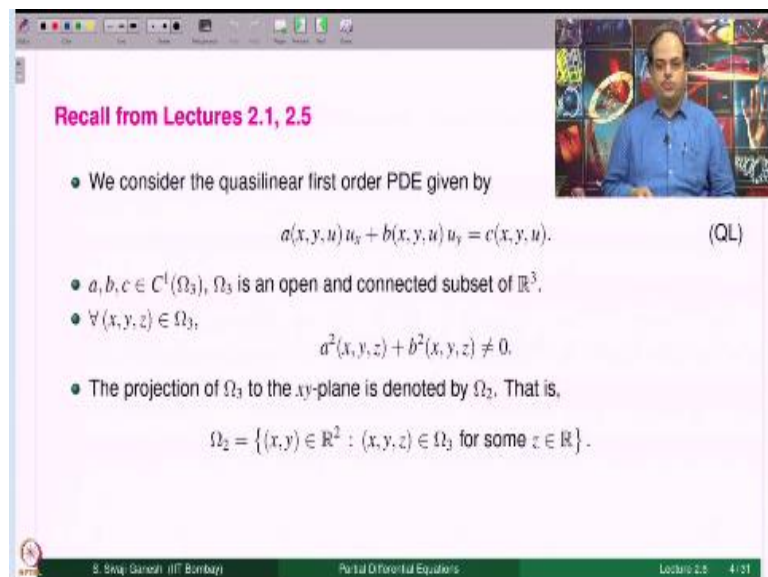 Recall from Lectures 2.1, 2.5
We consider the quasilinear first order PDE given by
a(x, y, u) uₓ + b(x, y, u) u_y = c(x, y, u). (QL)
a, b, c ∈ C¹(Ω₃), Ω₃ is an open and connected subset of ℝ³.
∀ (x, y, z) ∈ Ω₃,
a²(x, y, z) + b²(x, y, z) ≠ 0.
The projection of Ω₃ to the xy-plane is denoted by Ω₂. That is,
Ω₂ = {(x, y) ∈ ℝ² : (x, y, z) ∈ Ω₃ for some z ∈ ℝ} .
S. Sivaji Ganesh (IIT Bombay) Partial Differential Equations Lecture 2.6 4/31